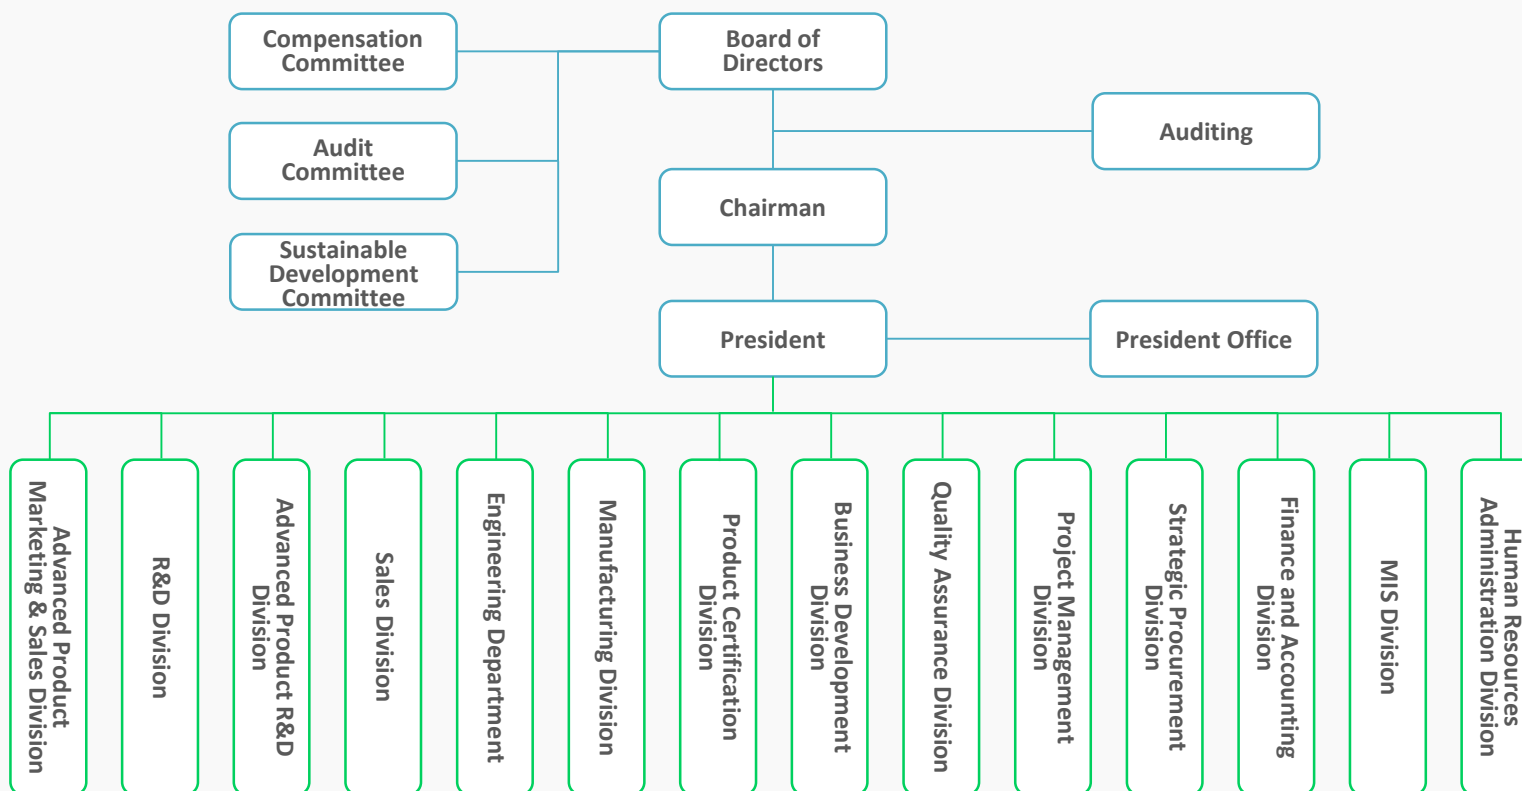 Compensation
Committee
Board of
Directors
Auditing
Audit
Committee
Chairman
Sustainable
Development
Committee
President
President Office
Advanced Product
Marketing & Sales Division
R&D Division
Advanced Product R&D
Division
Sales Division
Engineering Department
Manufacturing Division
Product Certification
Division
Business Development
Division
Quality Assurance Division
Project Management
Division
Strategic Procurement
Division
Finance and Accounting
Division
MIS Division
Human Resources
Administration Division